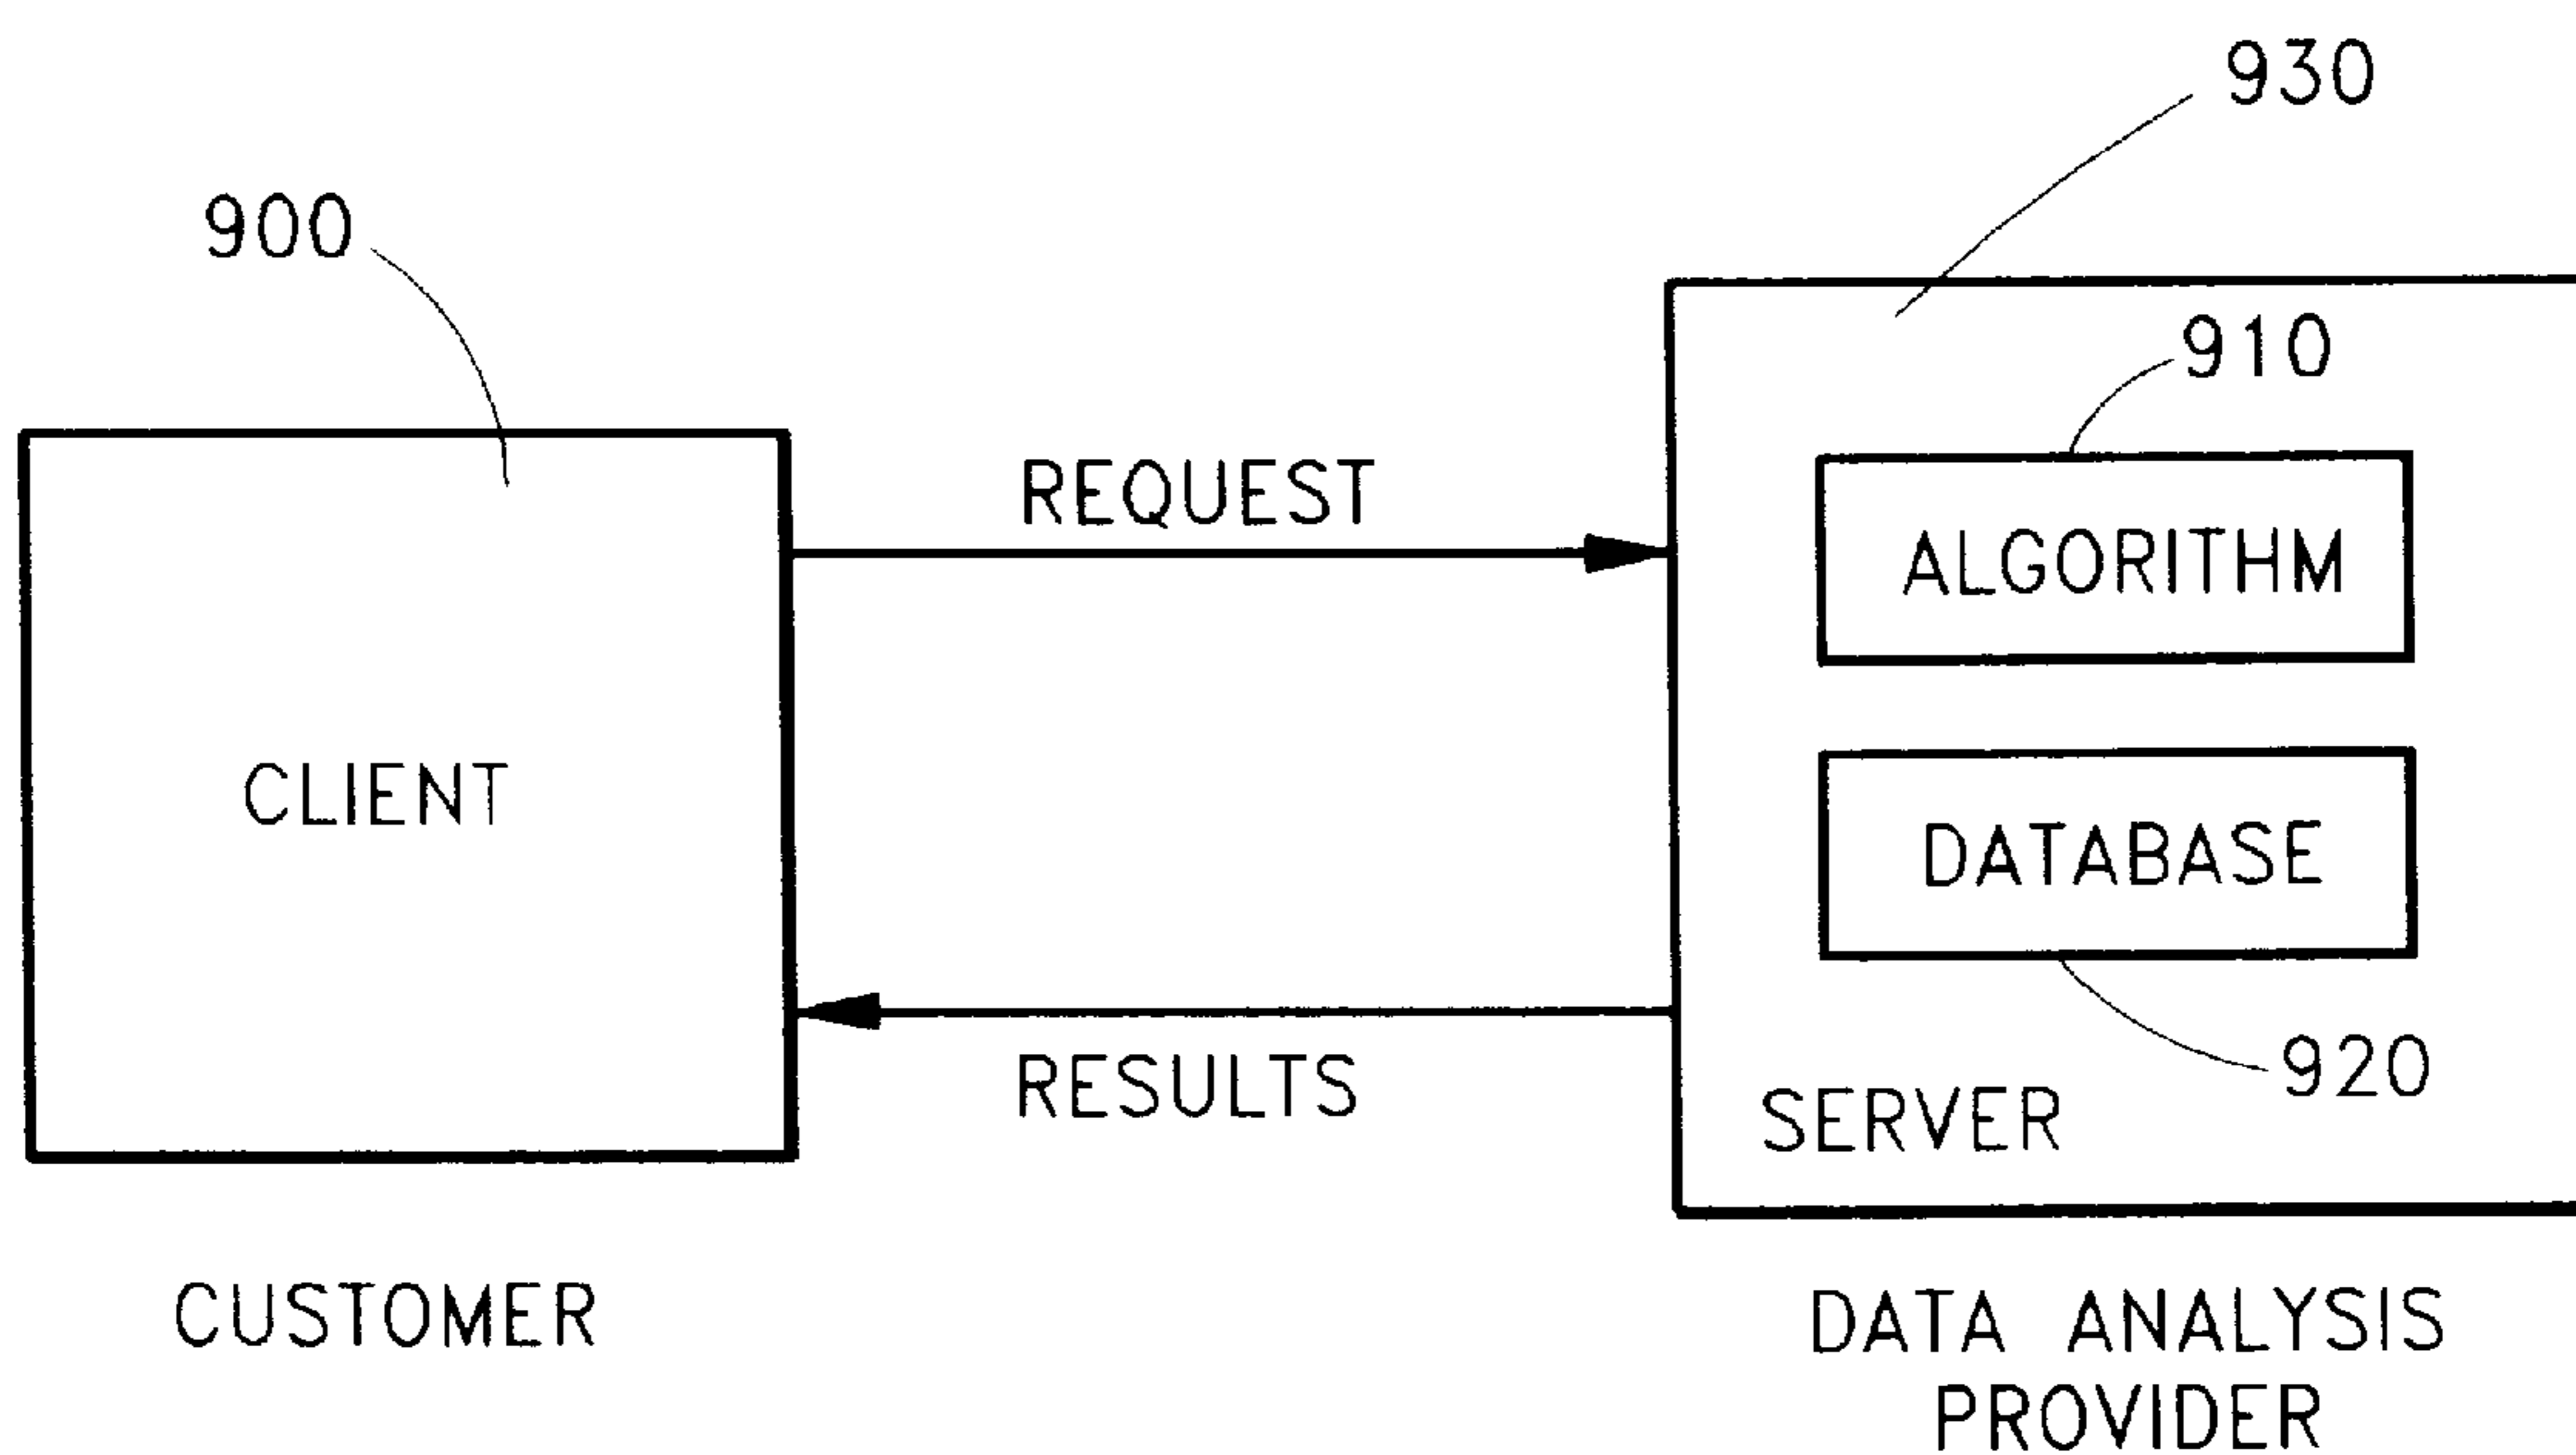 930
900
910
REQUEST
ALGORITHM
CLIENT
DATABASE
RESULTS
920
SERVER
CUSTOMER
DATA ANALYSIS
PROVIDER